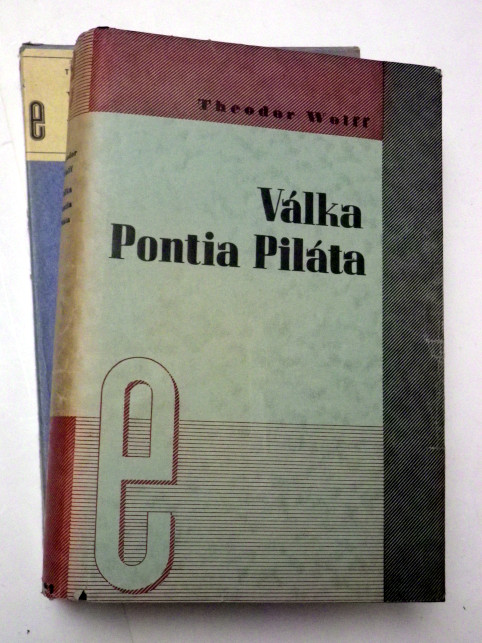 Theodor Wolff
Válka
Pontia Piláta
e
e